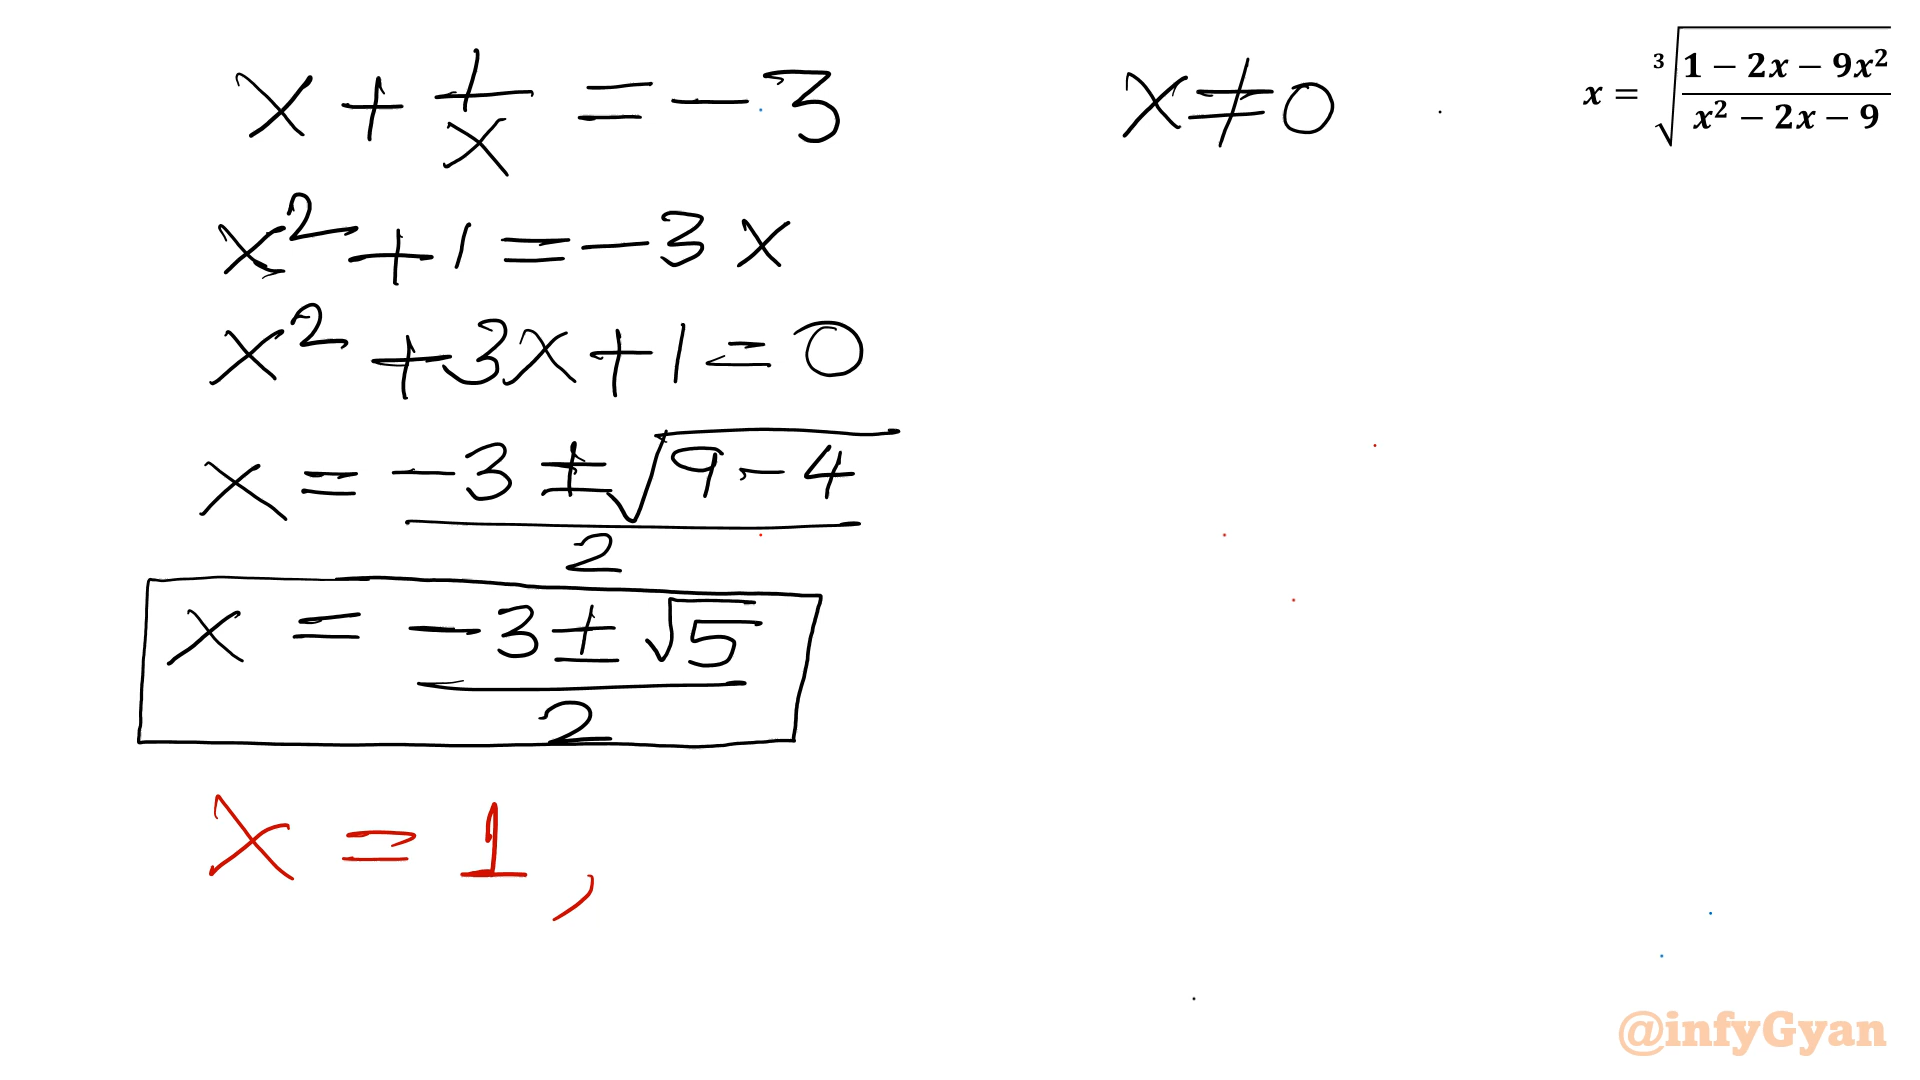 x + 1/x = -3
x ≠ 0
x = ∛((1 − 2x − 9x²)/(x² − 2x − 9))
x² + 1 = -3x
x² + 3x + 1 = 0
x = (-3 ± √(9-4))/2
x = (-3 ± √5)/2
x = 1 ,
@infyGyan